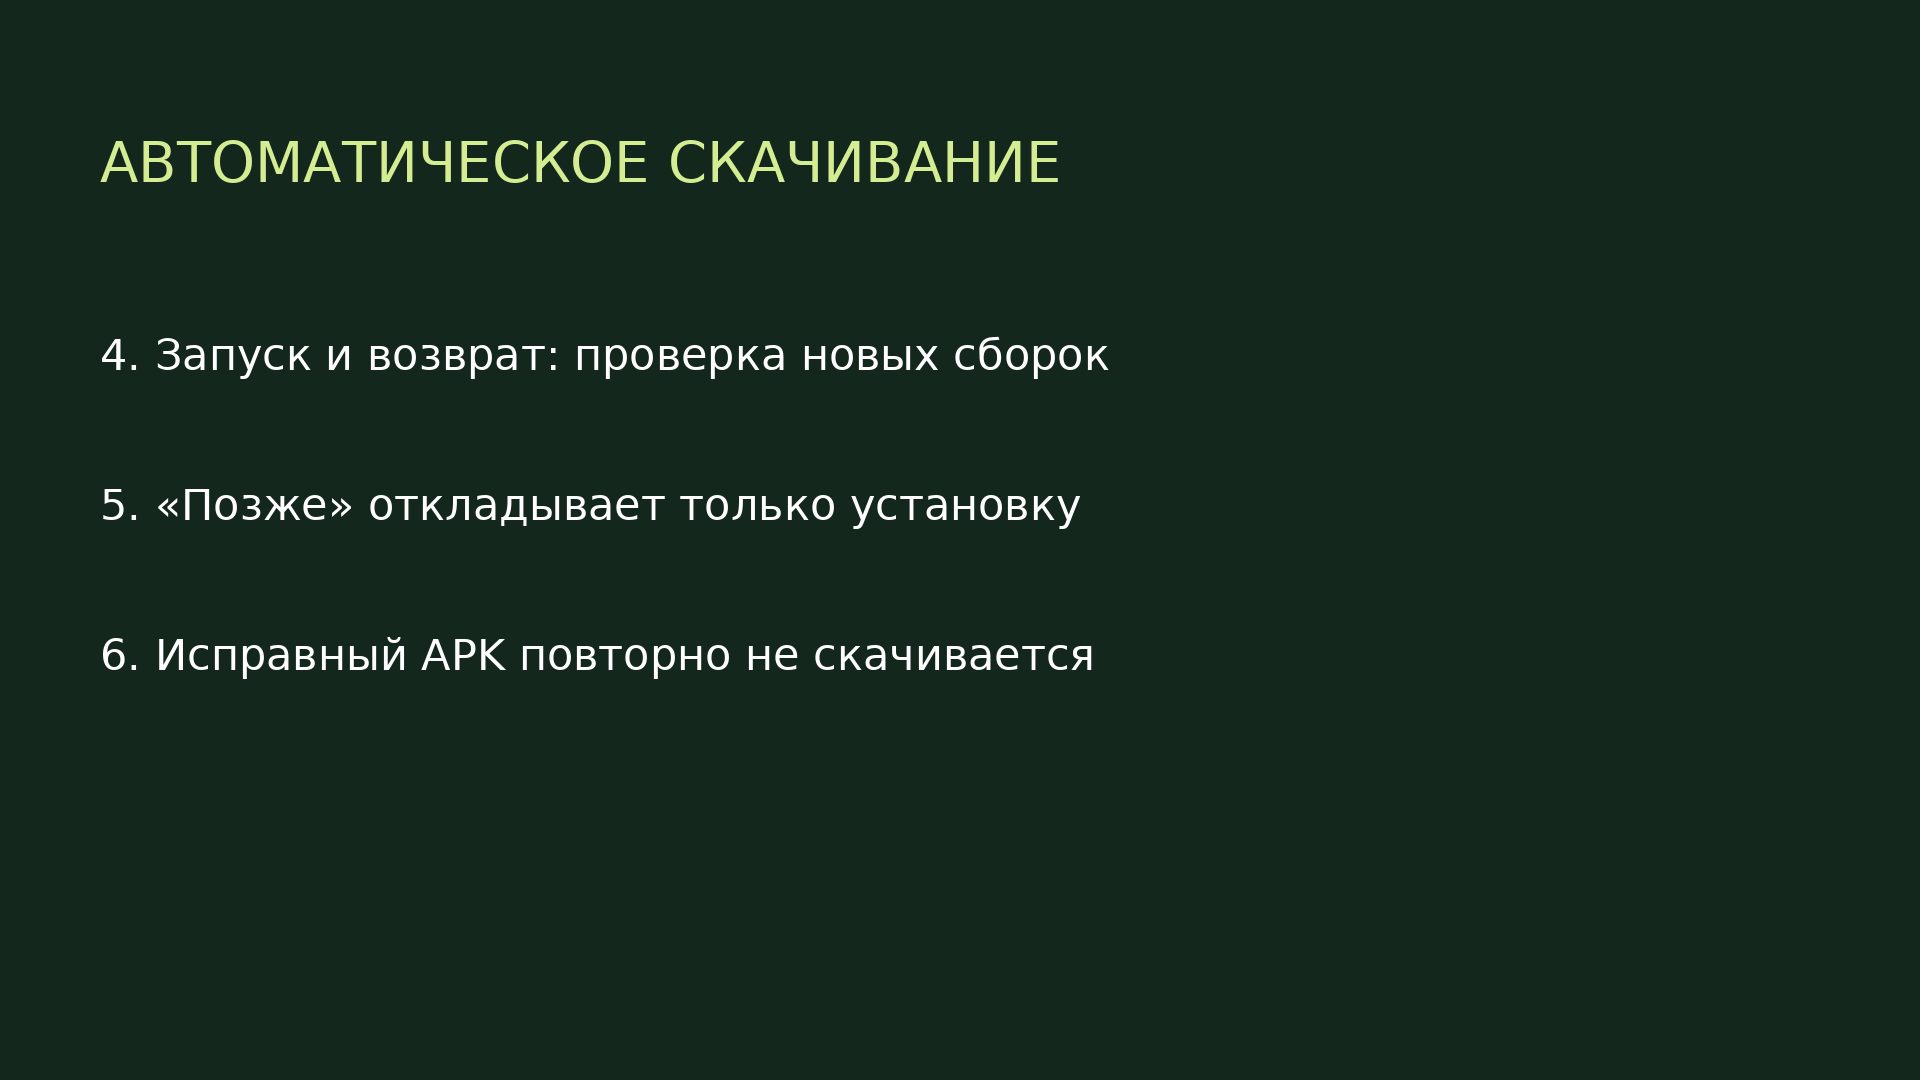 АВТОМАТИЧЕСКОЕ СКАЧИВАНИЕ
4. Запуск и возврат: проверка новых сборок
5. «Позже» откладывает только установку
6. Исправный APK повторно не скачивается